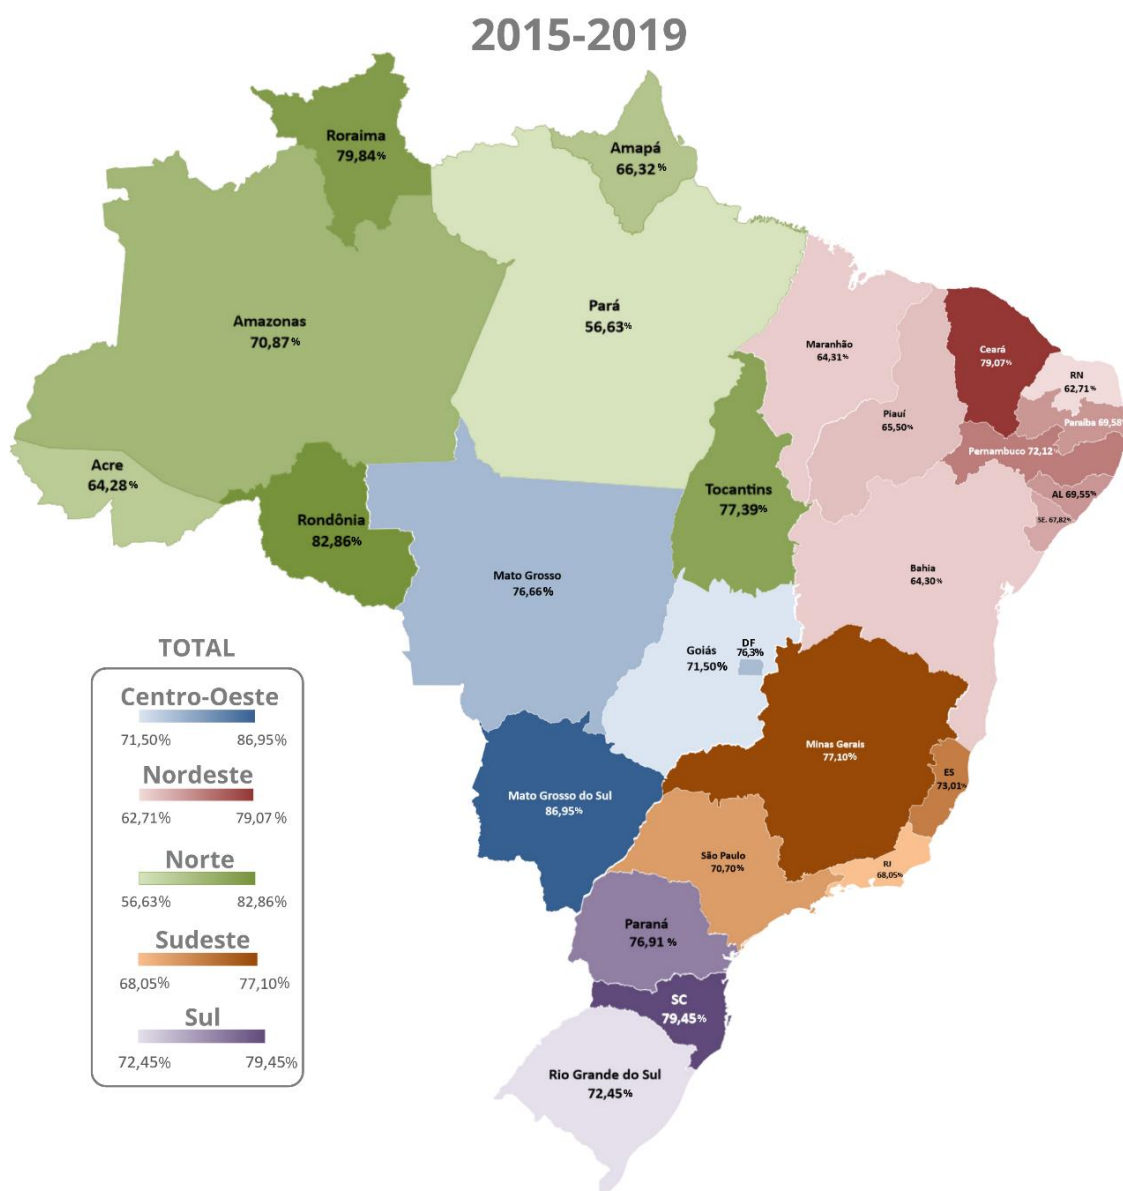 2015-2019
Roraima
79,84%
Amapá
66,32%
Amazonas
70,87%
Pará
56,63%
Maranhão
64,31%
Ceará
79,07%
RN
62,71%
Piauí
65,50%
Paraíba 69,58%
Pernambuco 72,12
Acre
64,28%
AL 69,55%
SE. 67,82%
Tocantins
77,39%
Rondônia
82,86%
Mato Grosso
76,66%
Bahia
64,30%
Goiás
71,50%
DF
76,3%
Minas Gerais
77,10%
ES
73,01%
Mato Grosso do Sul
86,95%
São Paulo
70,70%
RJ
68,05%
Paraná
76,91 %
SC
79,45%
Rio Grande do Sul
72,45%
TOTAL
Centro-Oeste
71,50% 86,95%
Nordeste
62,71% 79,07%
Norte
56,63% 82,86%
Sudeste
68,05% 77,10%
Sul
72,45% 79,45%